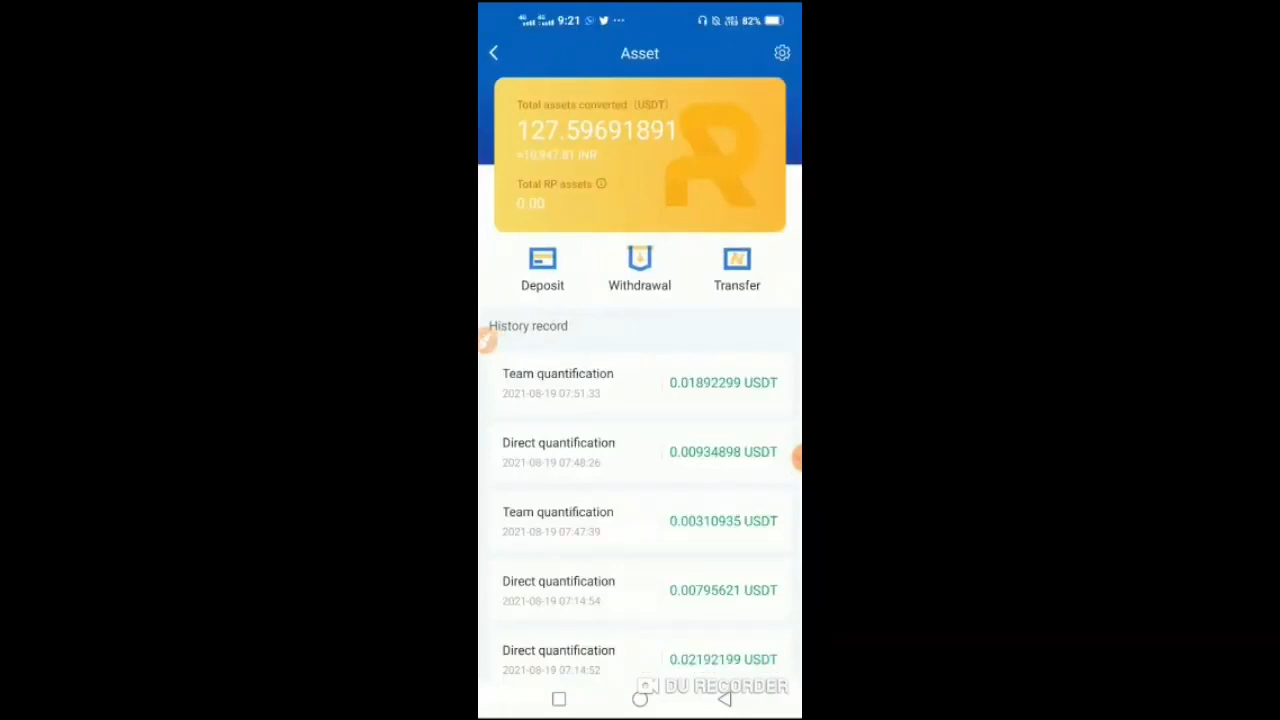 9:21 82%
Asset
Total assets converted (USDT)
127.59691891
≈10,947.81 INR
Total RP assets
0.00
Deposit Withdrawal Transfer
History record
Team quantification 0.01892299 USDT
2021-08-19 07:51:33
Direct quantification 0.00934898 USDT
2021-08-19 07:48:26
Team quantification 0.00310935 USDT
2021-08-19 07:47:39
Direct quantification 0.00795621 USDT
2021-08-19 07:14:54
Direct quantification 0.02192199 USDT
2021-08-19 07:14:52
DU RECORDER